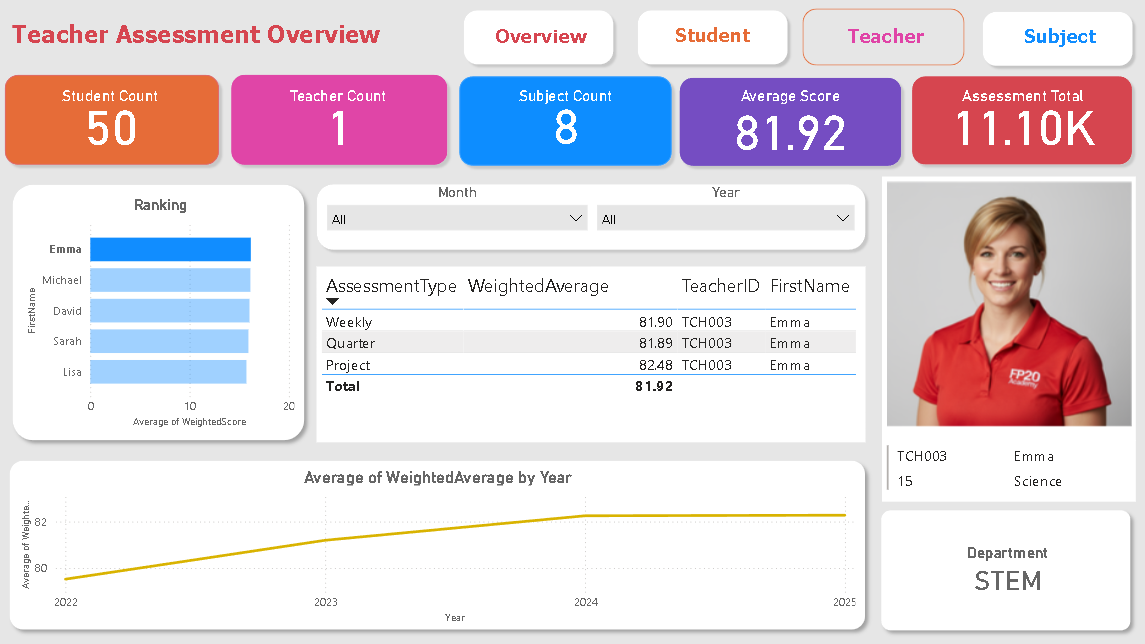 Teacher Assessment Overview
Overview
Student
Teacher
Subject
Student Count
50
Teacher Count
1
Subject Count
8
Average Score
81.92
Assessment Total
11.10K
Ranking
FirstName
Emma
Michael
David
Sarah
Lisa
0 10 20
Average of WeightedScore
Month
All
Year
All
AssessmentType WeightedAverage TeacherID FirstName
Weekly 81.90 TCH003 Emma
Quarter 81.89 TCH003 Emma
Project 82.48 TCH003 Emma
Total 81.92
FP20
Academy
TCH003 Emma
15 Science
Average of WeightedAverage by Year
Average of Weighte...
82
80
2022 2023 2024 2025
Year
Department
STEM